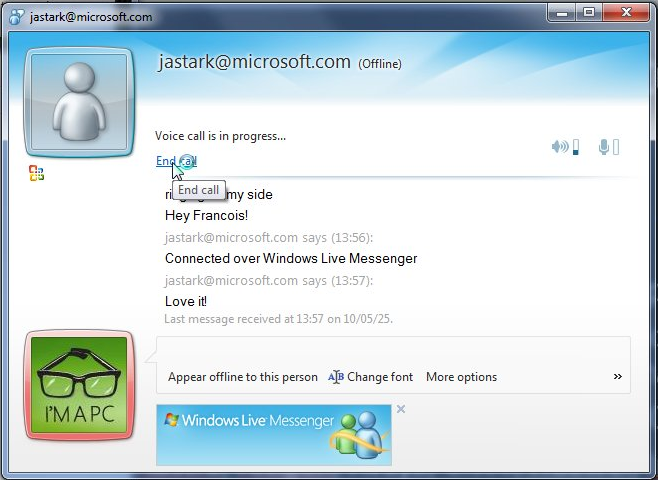 jastark@microsoft.com
jastark@microsoft.com (Offline)
Voice call is in progress...
End call
End call
my side
Hey Francois!
jastark@microsoft.com says (13:56):
Connected over Windows Live Messenger
jastark@microsoft.com says (13:57):
Love it!
Last message received at 13:57 on 10/05/25.
I'M A PC
Appear offline to this person
Change font
More options
»
Windows Live Messenger